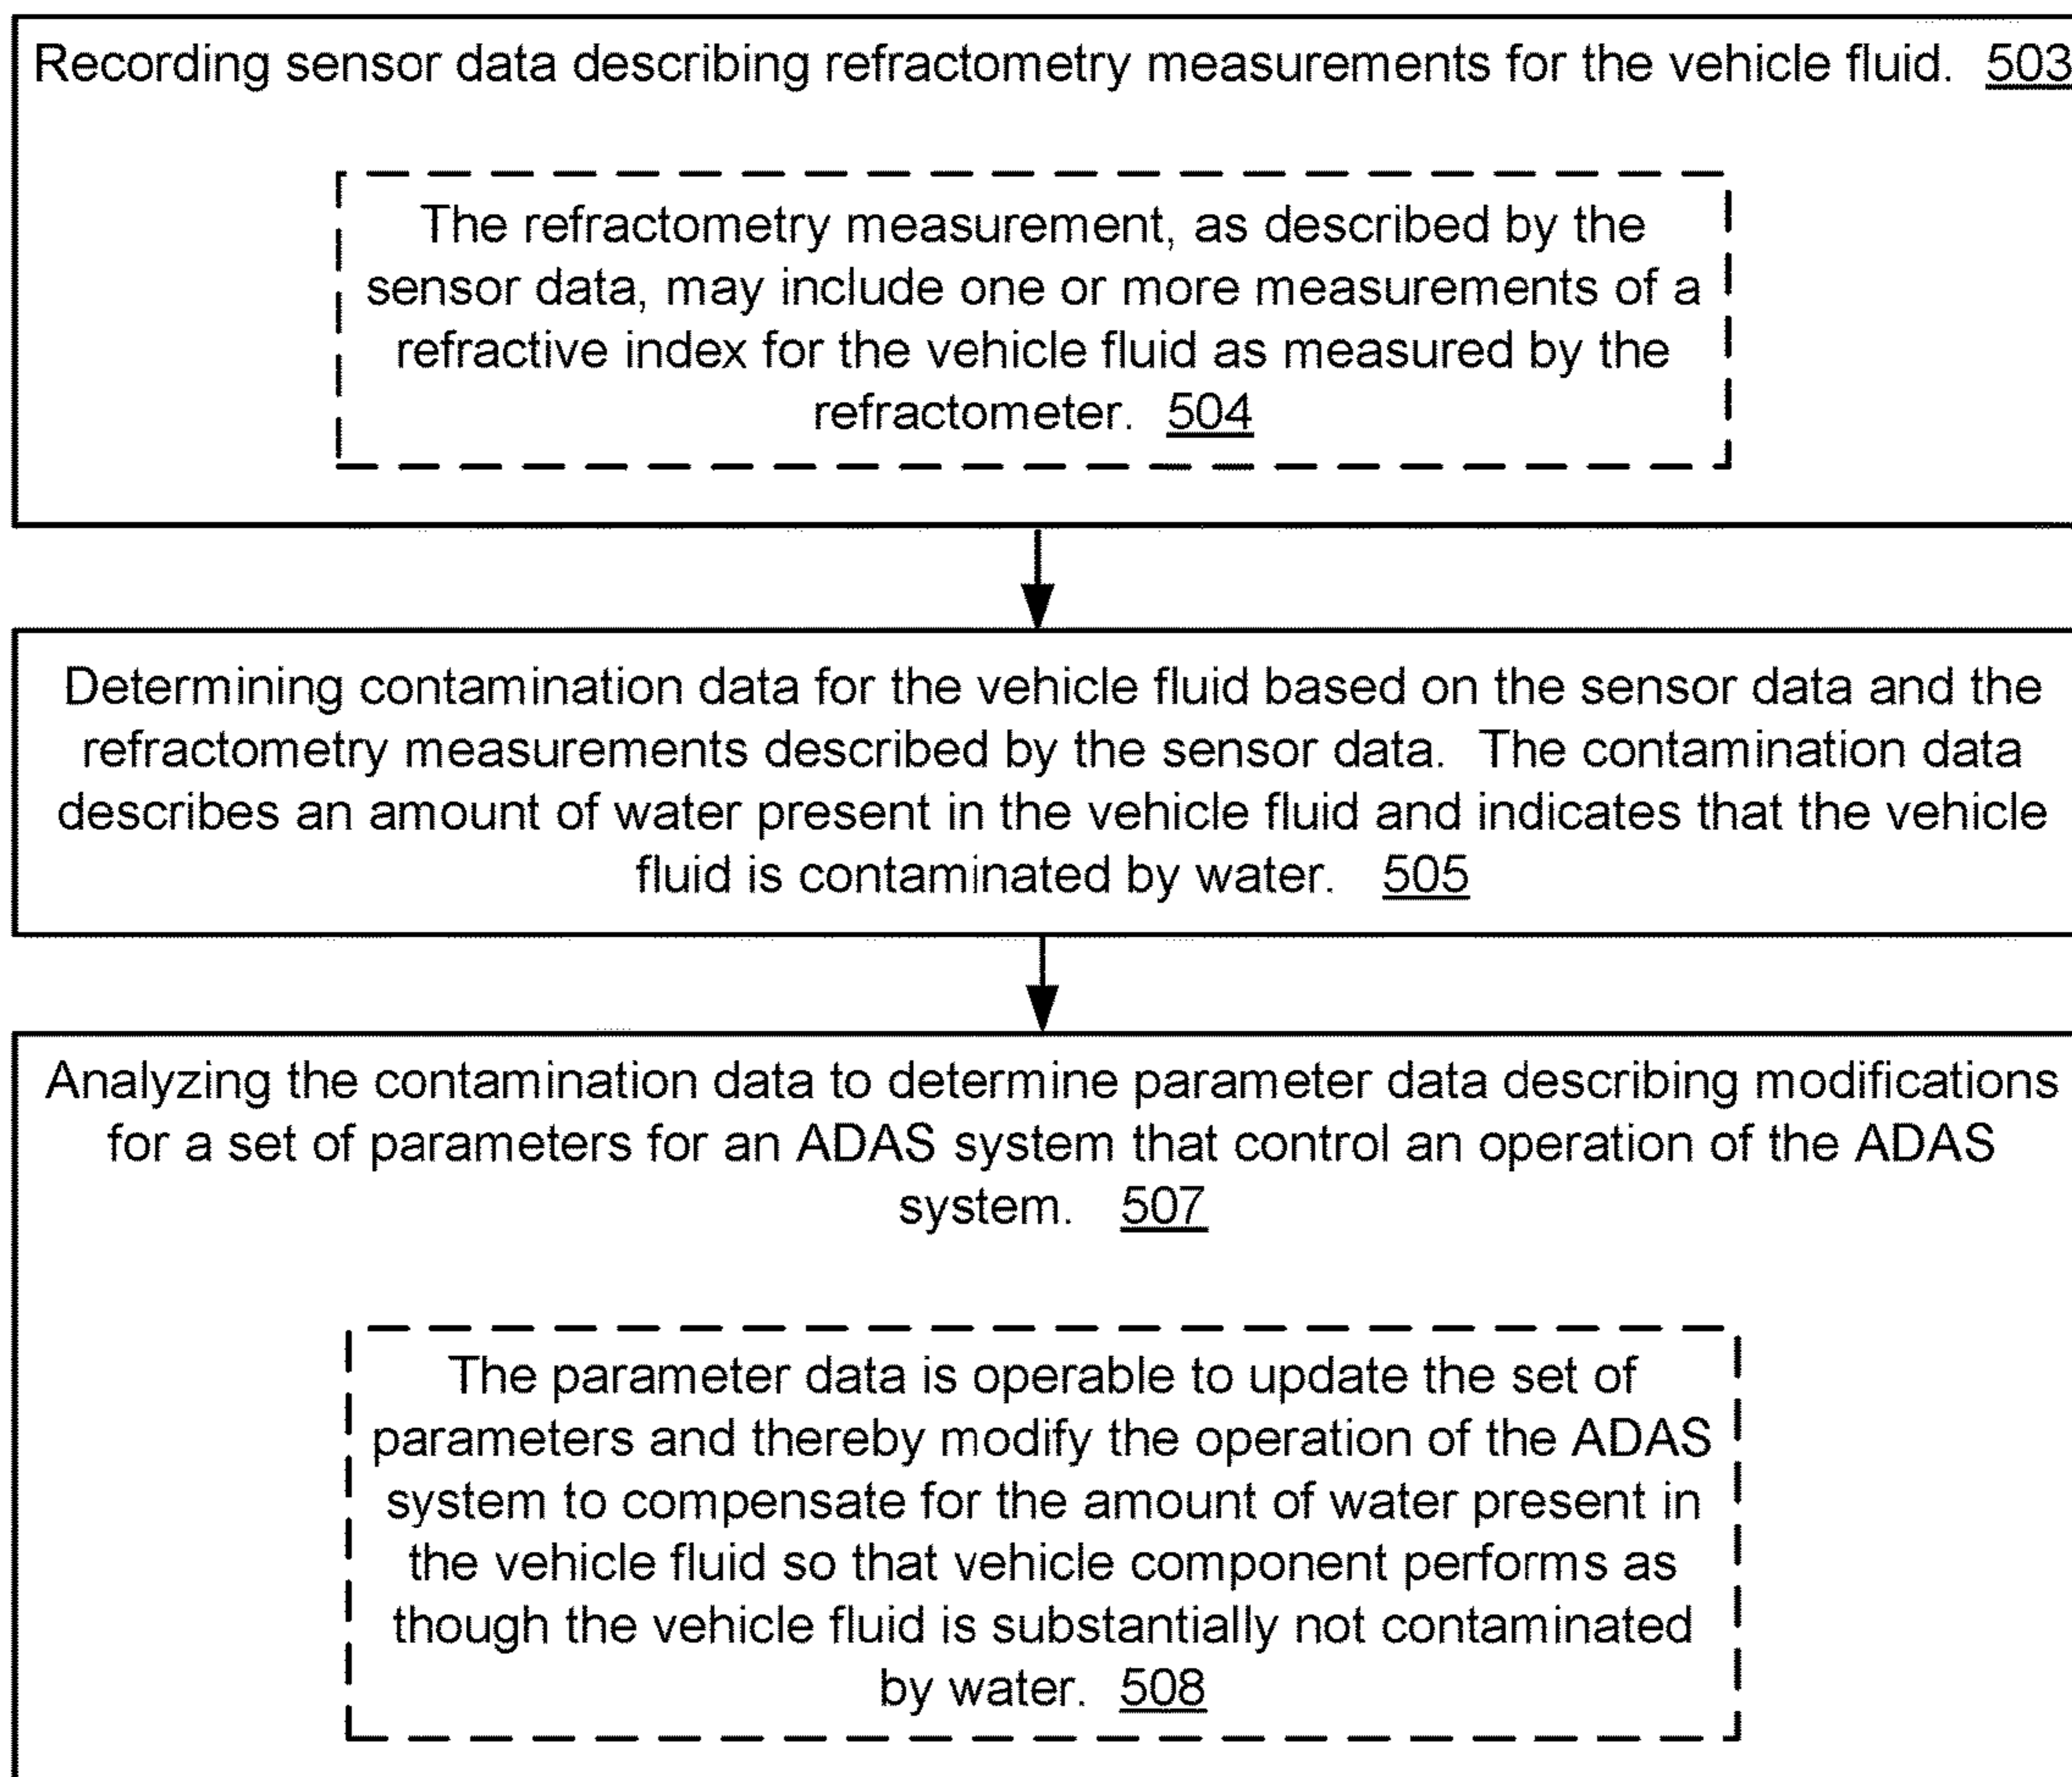 Recording sensor data describing refractometry measurements for the vehicle fluid. 503
The refractometry measurement, as described by the
sensor data, may include one or more measurements of a
refractive index for the vehicle fluid as measured by the
refractometer. 504
Determining contamination data for the vehicle fluid based on the sensor data and the
refractometry measurements described by the sensor data. The contamination data
describes an amount of water present in the vehicle fluid and indicates that the vehicle
fluid is contaminated by water. 505
Analyzing the contamination data to determine parameter data describing modifications
for a set of parameters for an ADAS system that control an operation of the ADAS
system. 507
The parameter data is operable to update the set of
parameters and thereby modify the operation of the ADAS
system to compensate for the amount of water present in
the vehicle fluid so that vehicle component performs as
though the vehicle fluid is substantially not contaminated
by water. 508